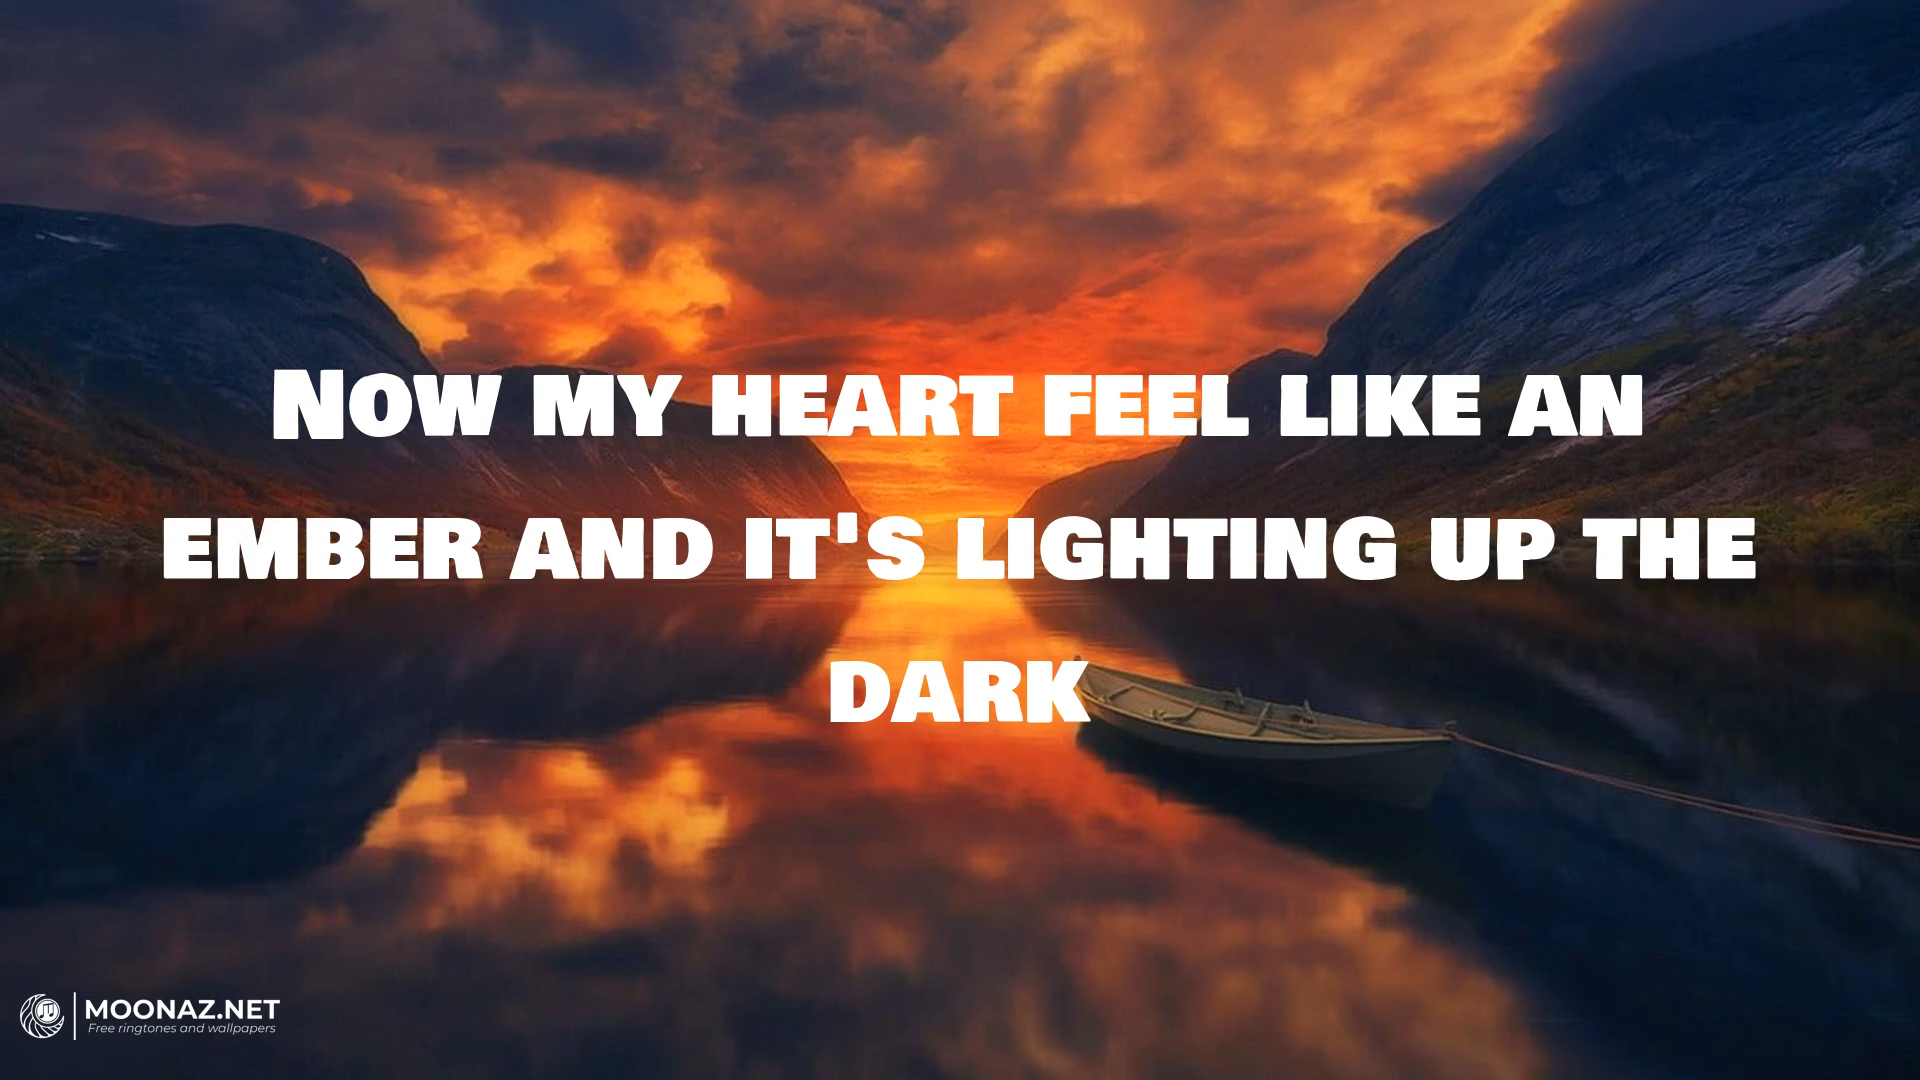 Now my heart feel like an
ember and it's lighting up the
dark
MOONAZ.NET
Free ringtones and wallpapers